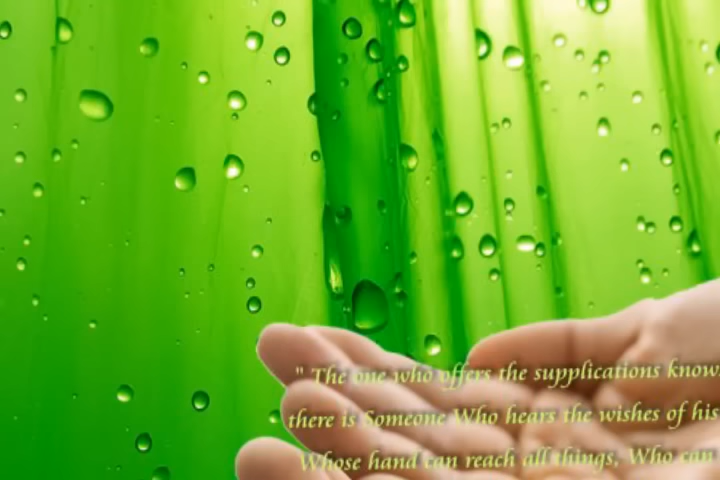 " The one who offers the supplications knows
there is Someone Who hears the wishes of his
Whose hand can reach all things, Who can